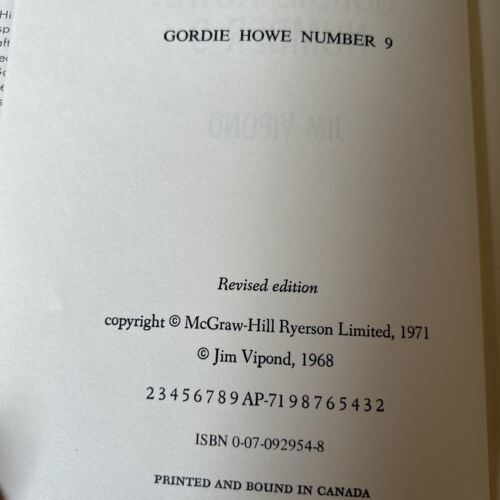 GORDIE HOWE NUMBER 9
Revised edition
copyright © McGraw-Hill Ryerson Limited, 1971
© Jim Vipond, 1968
2 3 4 5 6 7 8 9 AP-71 9 8 7 6 5 4 3 2
ISBN 0-07-092954-8
PRINTED AND BOUND IN CANADA